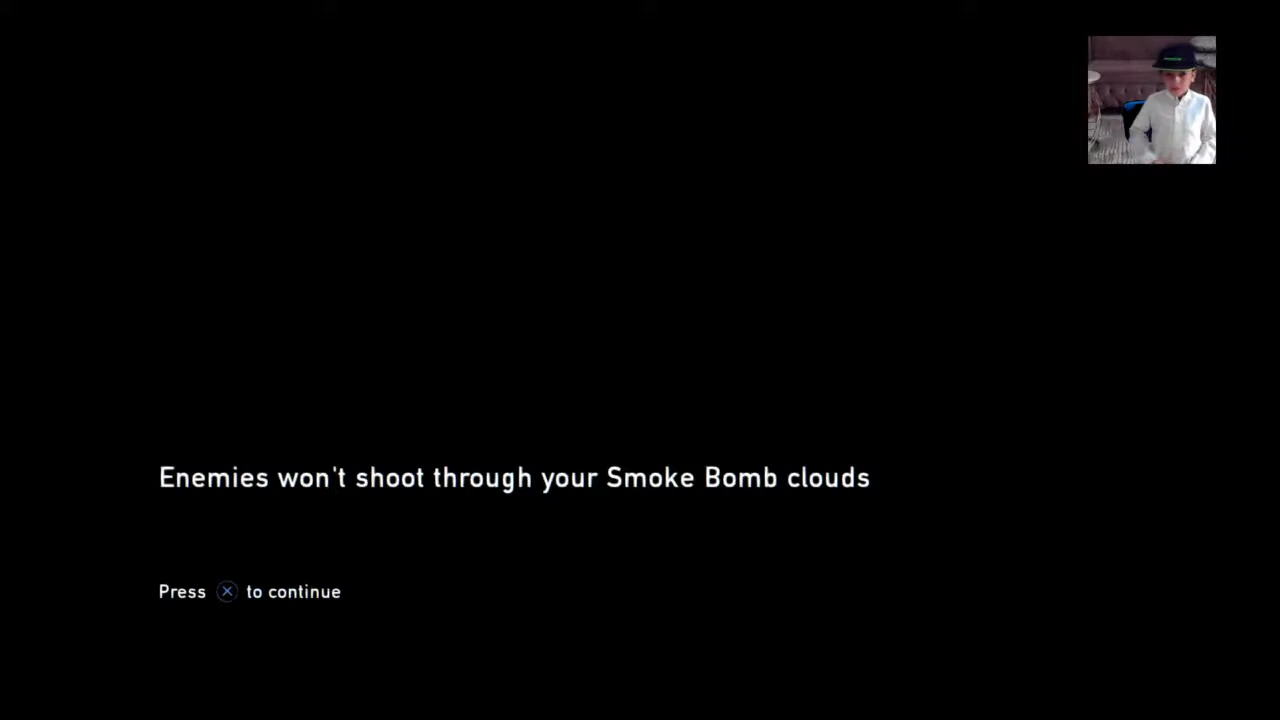 Enemies won't shoot through your Smoke Bomb clouds
Press ⓧ to continue